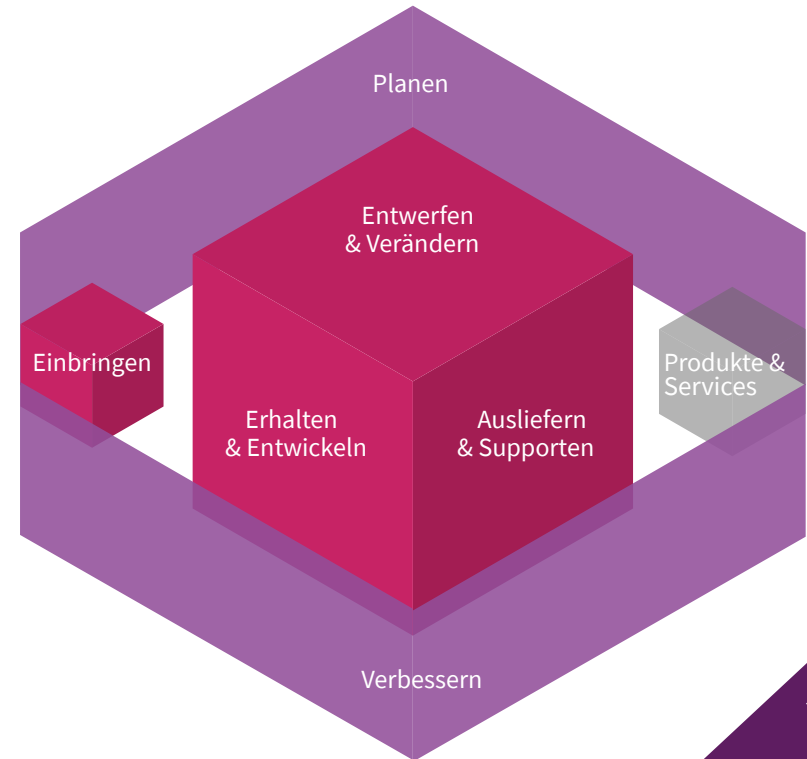 Planen
Entwerfen
& Verändern
Einbringen
Produkte &
Services
Erhalten
& Entwickeln
Ausliefern
& Supporten
Verbessern